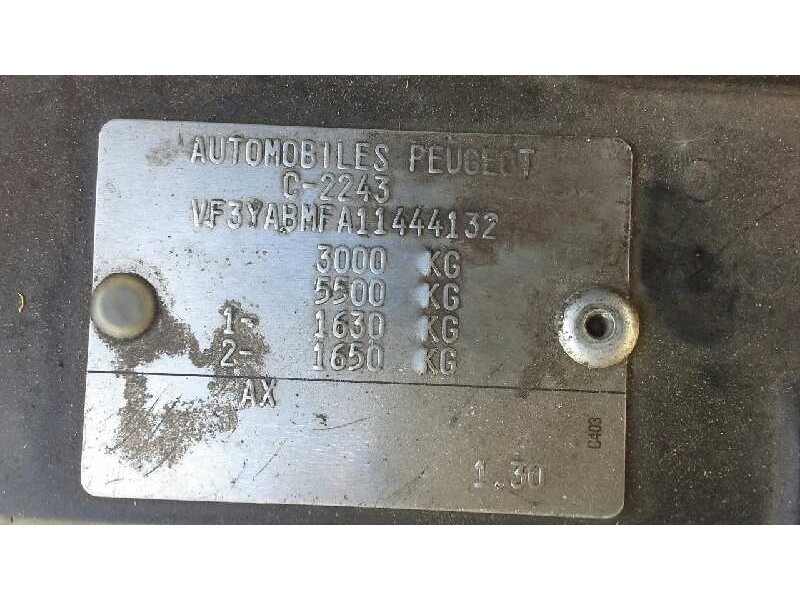 AUTOMOBILES PEUGEOT
C-2243
VF3YABMFA11444132
3000 KG
5500 KG
1- 1630 KG
2- 1650 KG
AX
C403
1.30